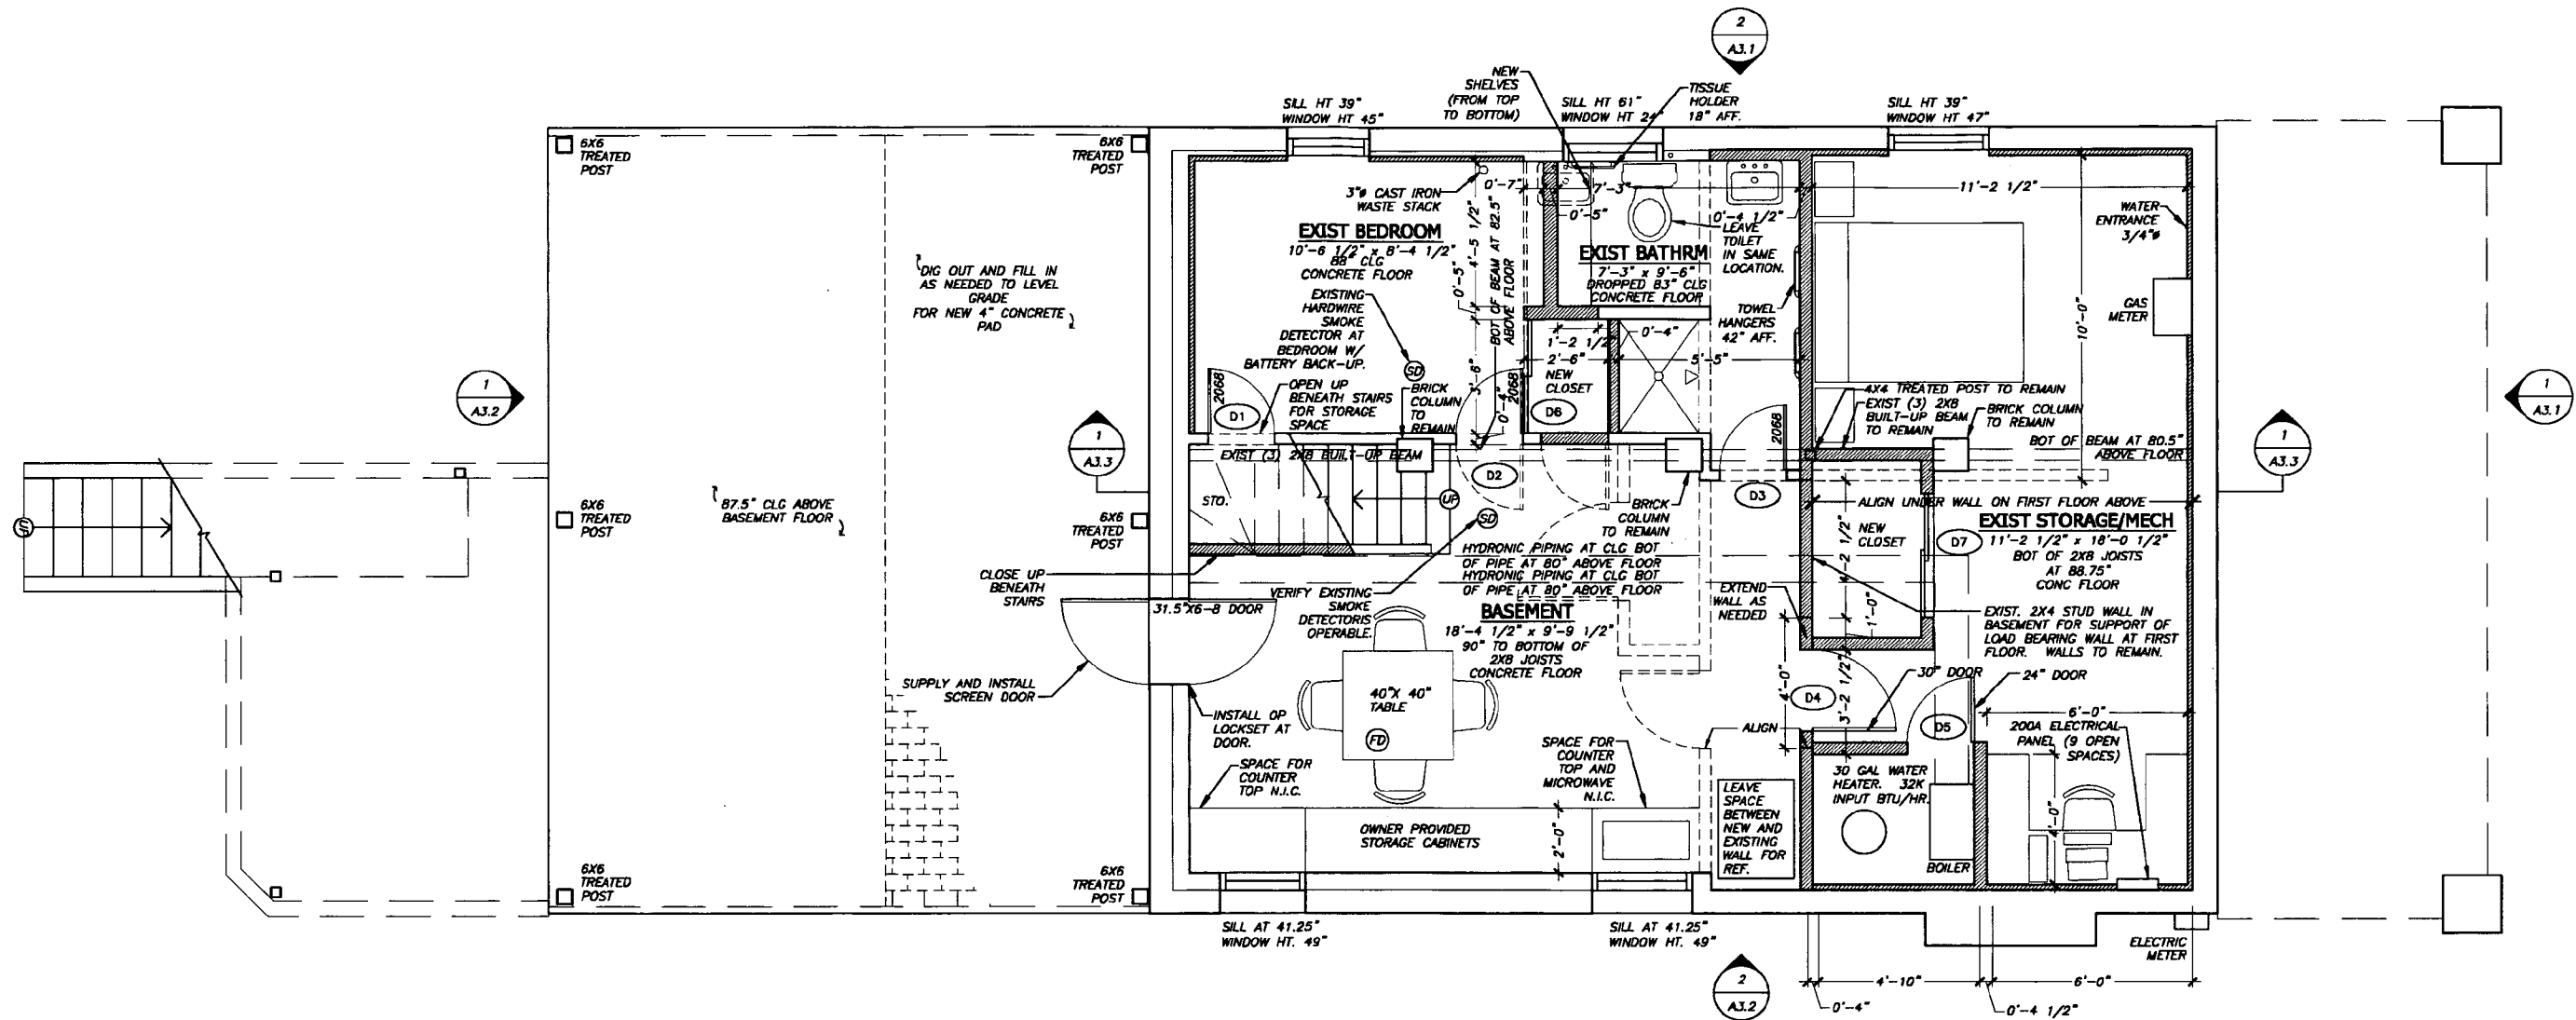 2
A3.1
NEW
SHELVES
(FROM TOP
TO BOTTOM)
TISSUE
HOLDER
18" AFF.
SILL HT 39"
WINDOW HT 45"
SILL HT 61"
WINDOW HT 24"
SILL HT 39"
WINDOW HT 47"
6X6
TREATED
POST
6X6
TREATED
POST
3"ø CAST IRON
WASTE STACK
0'-7"
7'-3"
0'-5"
0'-4 1/2"
11'-2 1/2"
WATER
ENTRANCE
3/4"ø
4'-5 1/2"
0'-5"
BOT OF BEAM AT 82.5"
ABOVE FLOOR
EXIST BEDROOM
10'-6 1/2" x 8'-4 1/2"
88" CLG
CONCRETE FLOOR
LEAVE
TOILET
IN SAME
LOCATION.
EXIST BATHRM
7'-3" x 9'-6"
DROPPED 83" CLG
CONCRETE FLOOR
DIG OUT AND FILL IN
AS NEEDED TO LEVEL
GRADE
FOR NEW 4" CONCRETE
PAD
EXISTING
HARDWIRE
SMOKE
DETECTOR AT
BEDROOM W/
BATTERY BACK-UP.
SD
TOWEL
HANGERS
42" AFF.
10'-0"
GAS
METER
1'-2 1/2"
0'-4"
2'-6"
5'-5"
3'-6"
0'-4"
NEW
CLOSET
D6
1
A3.2
2068
D1
OPEN UP
BENEATH STAIRS
FOR STORAGE
SPACE
BRICK
COLUMN
TO
REMAIN
2068
2068
4X4 TREATED POST TO REMAIN
EXIST (3) 2X8
BUILT-UP BEAM
TO REMAIN
BRICK COLUMN
TO REMAIN
1
A3.1
1
A3.3
EXIST (3) 2X8 BUILT-UP BEAM
BOT OF BEAM AT 80.5"
ABOVE FLOOR
1
A3.3
D2
D3
STO.
UP
SD
BRICK
COLUMN
TO REMAIN
ALIGN UNDER WALL ON FIRST FLOOR ABOVE
87.5" CLG ABOVE
BASEMENT FLOOR
6X6
TREATED
POST
6X6
TREATED
POST
NEW
CLOSET
4'-2 1/2"
D7
EXIST STORAGE/MECH
11'-2 1/2" x 18'-0 1/2"
BOT OF 2X8 JOISTS
AT 88.75"
CONC FLOOR
HYDRONIC PIPING AT CLG BOT
OF PIPE AT 80" ABOVE FLOOR
HYDRONIC PIPING AT CLG BOT
OF PIPE AT 80" ABOVE FLOOR
CLOSE UP
BENEATH
STAIRS
31.5"X6-8 DOOR
VERIFY EXISTING
SMOKE
DETECTORIS
OPERABLE.
BASEMENT
18'-4 1/2" x 9'-9 1/2"
90" TO BOTTOM OF
2X8 JOISTS
CONCRETE FLOOR
EXTEND
WALL AS
NEEDED
1'-0"
EXIST. 2X4 STUD WALL IN
BASEMENT FOR SUPPORT OF
LOAD BEARING WALL AT FIRST
FLOOR. WALLS TO REMAIN.
SUPPLY AND INSTALL
SCREEN DOOR
40"X 40"
TABLE
FD
4'-0"
3'-2 1/2"
D4
30" DOOR
24" DOOR
D5
6'-0"
INSTALL OP
LOCKSET AT
DOOR.
ALIGN
200A ELECTRICAL
PANEL (9 OPEN
SPACES)
SPACE FOR
COUNTER
TOP N.I.C.
SPACE FOR
COUNTER
TOP AND
MICROWAVE
N.I.C.
LEAVE
SPACE
BETWEEN
NEW AND
EXISTING
WALL FOR
REF.
30 GAL WATER
HEATER. 32K
INPUT BTU/HR.
4'-0"
BOILER
OWNER PROVIDED
STORAGE CABINETS
2'-0"
6X6
TREATED
POST
6X6
TREATED
POST
SILL AT 41.25"
WINDOW HT. 49"
SILL AT 41.25"
WINDOW HT. 49"
ELECTRIC
METER
2
A3.2
4'-10"
6'-0"
0'-4"
0'-4 1/2"